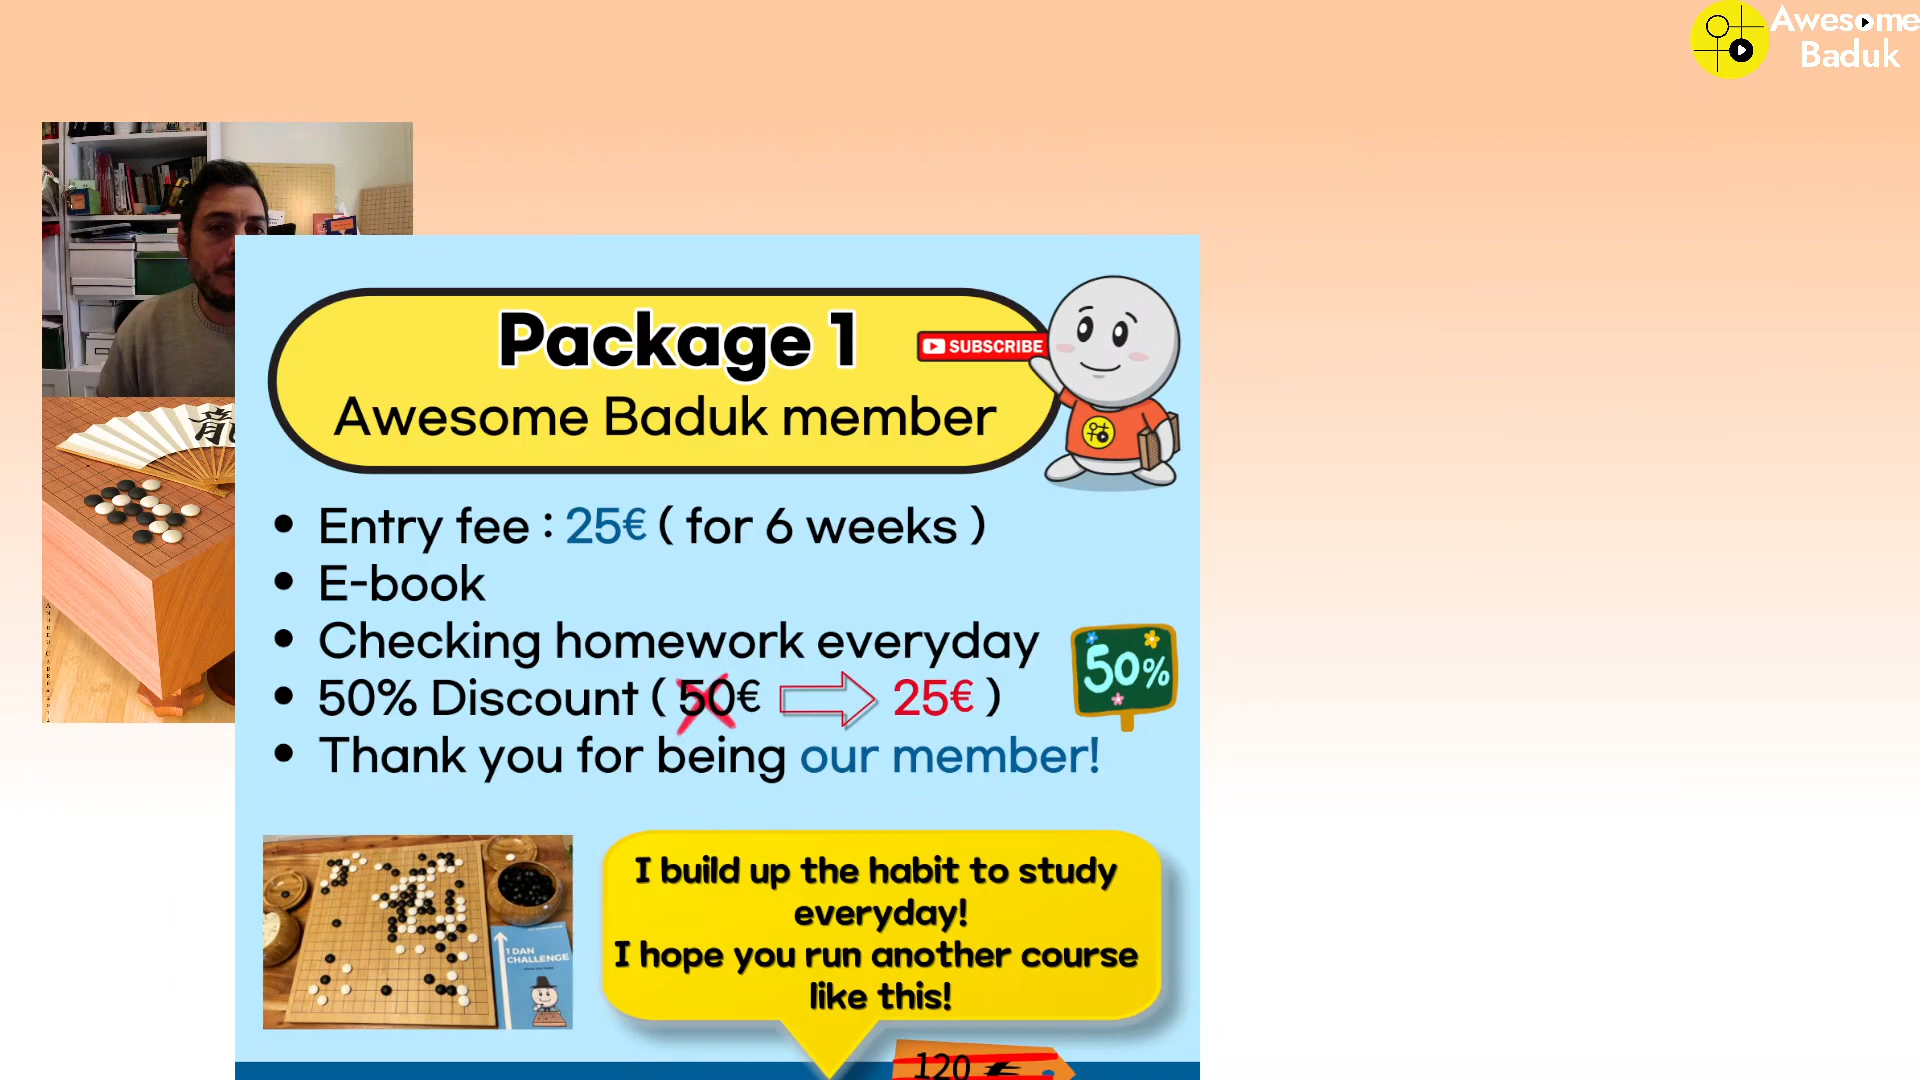 Awesome
Baduk
Package 1
SUBSCRIBE
Awesome Baduk member
• Entry fee : 25€ ( for 6 weeks )
• E-book
• Checking homework everyday
• 50% Discount ( 50€ 25€ )
50%
• Thank you for being our member!
I build up the habit to study
everyday!
I hope you run another course
like this!
1 DAN
CHALLENGE
120 €